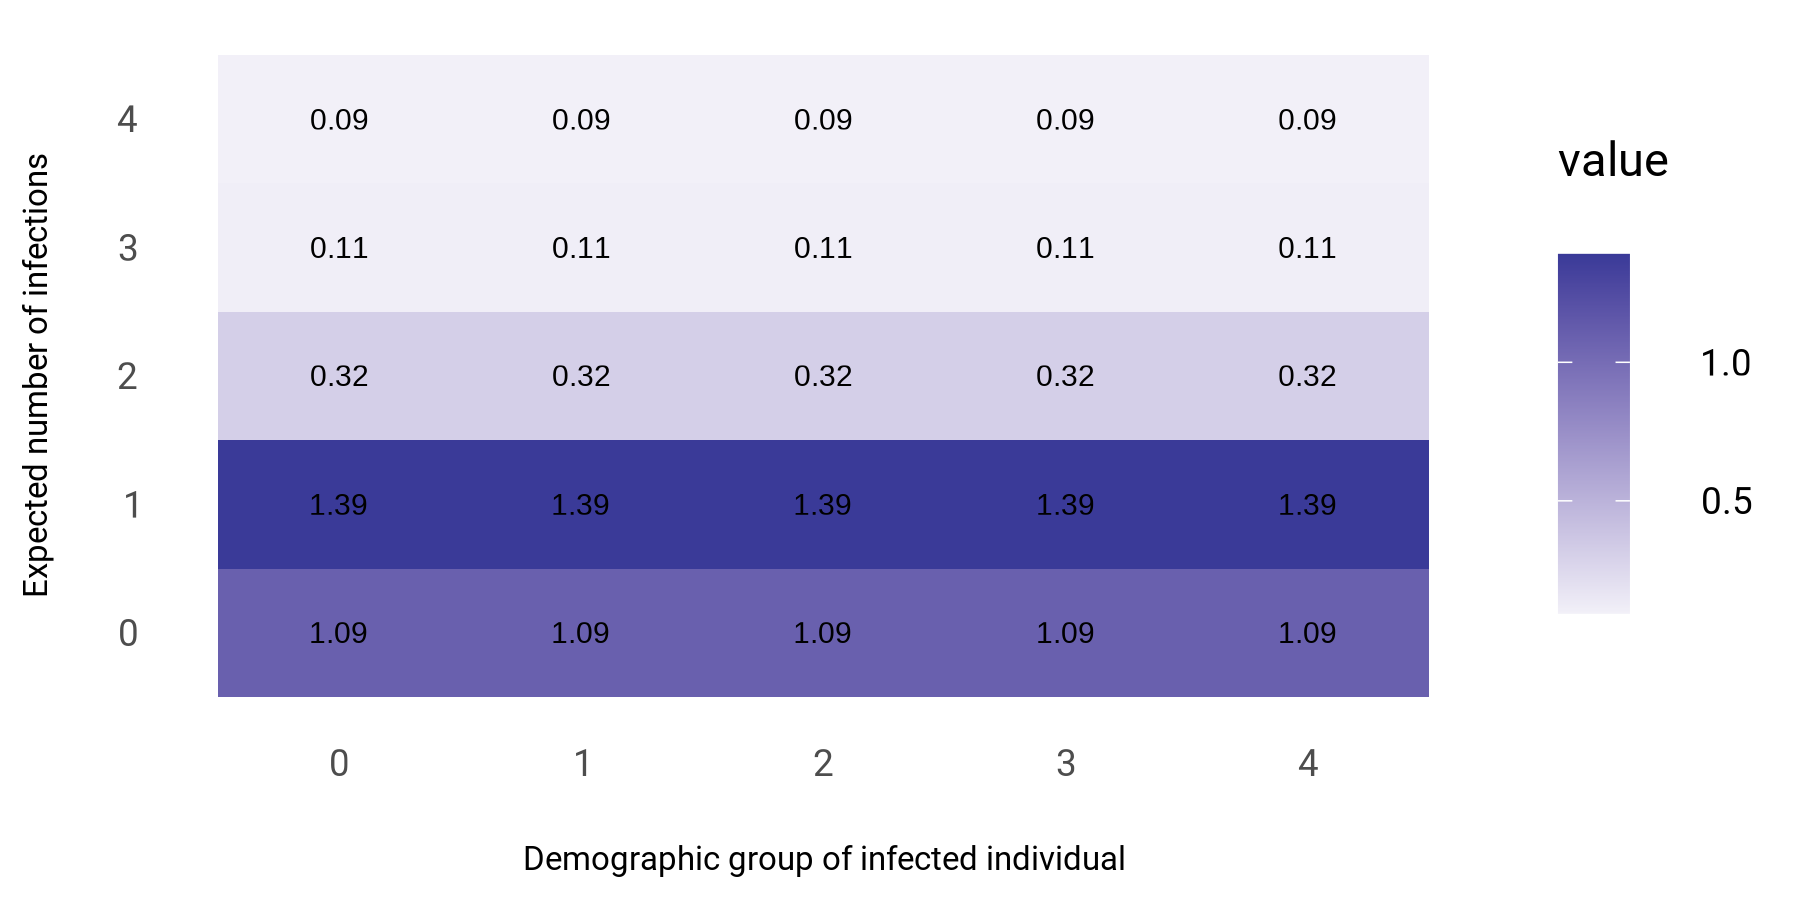 Expected number of infections
4 0.09 0.09 0.09 0.09 0.09
3 0.11 0.11 0.11 0.11 0.11
2 0.32 0.32 0.32 0.32 0.32
1 1.39 1.39 1.39 1.39 1.39
0 1.09 1.09 1.09 1.09 1.09
0 1 2 3 4
Demographic group of infected individual
value
1.0
0.5